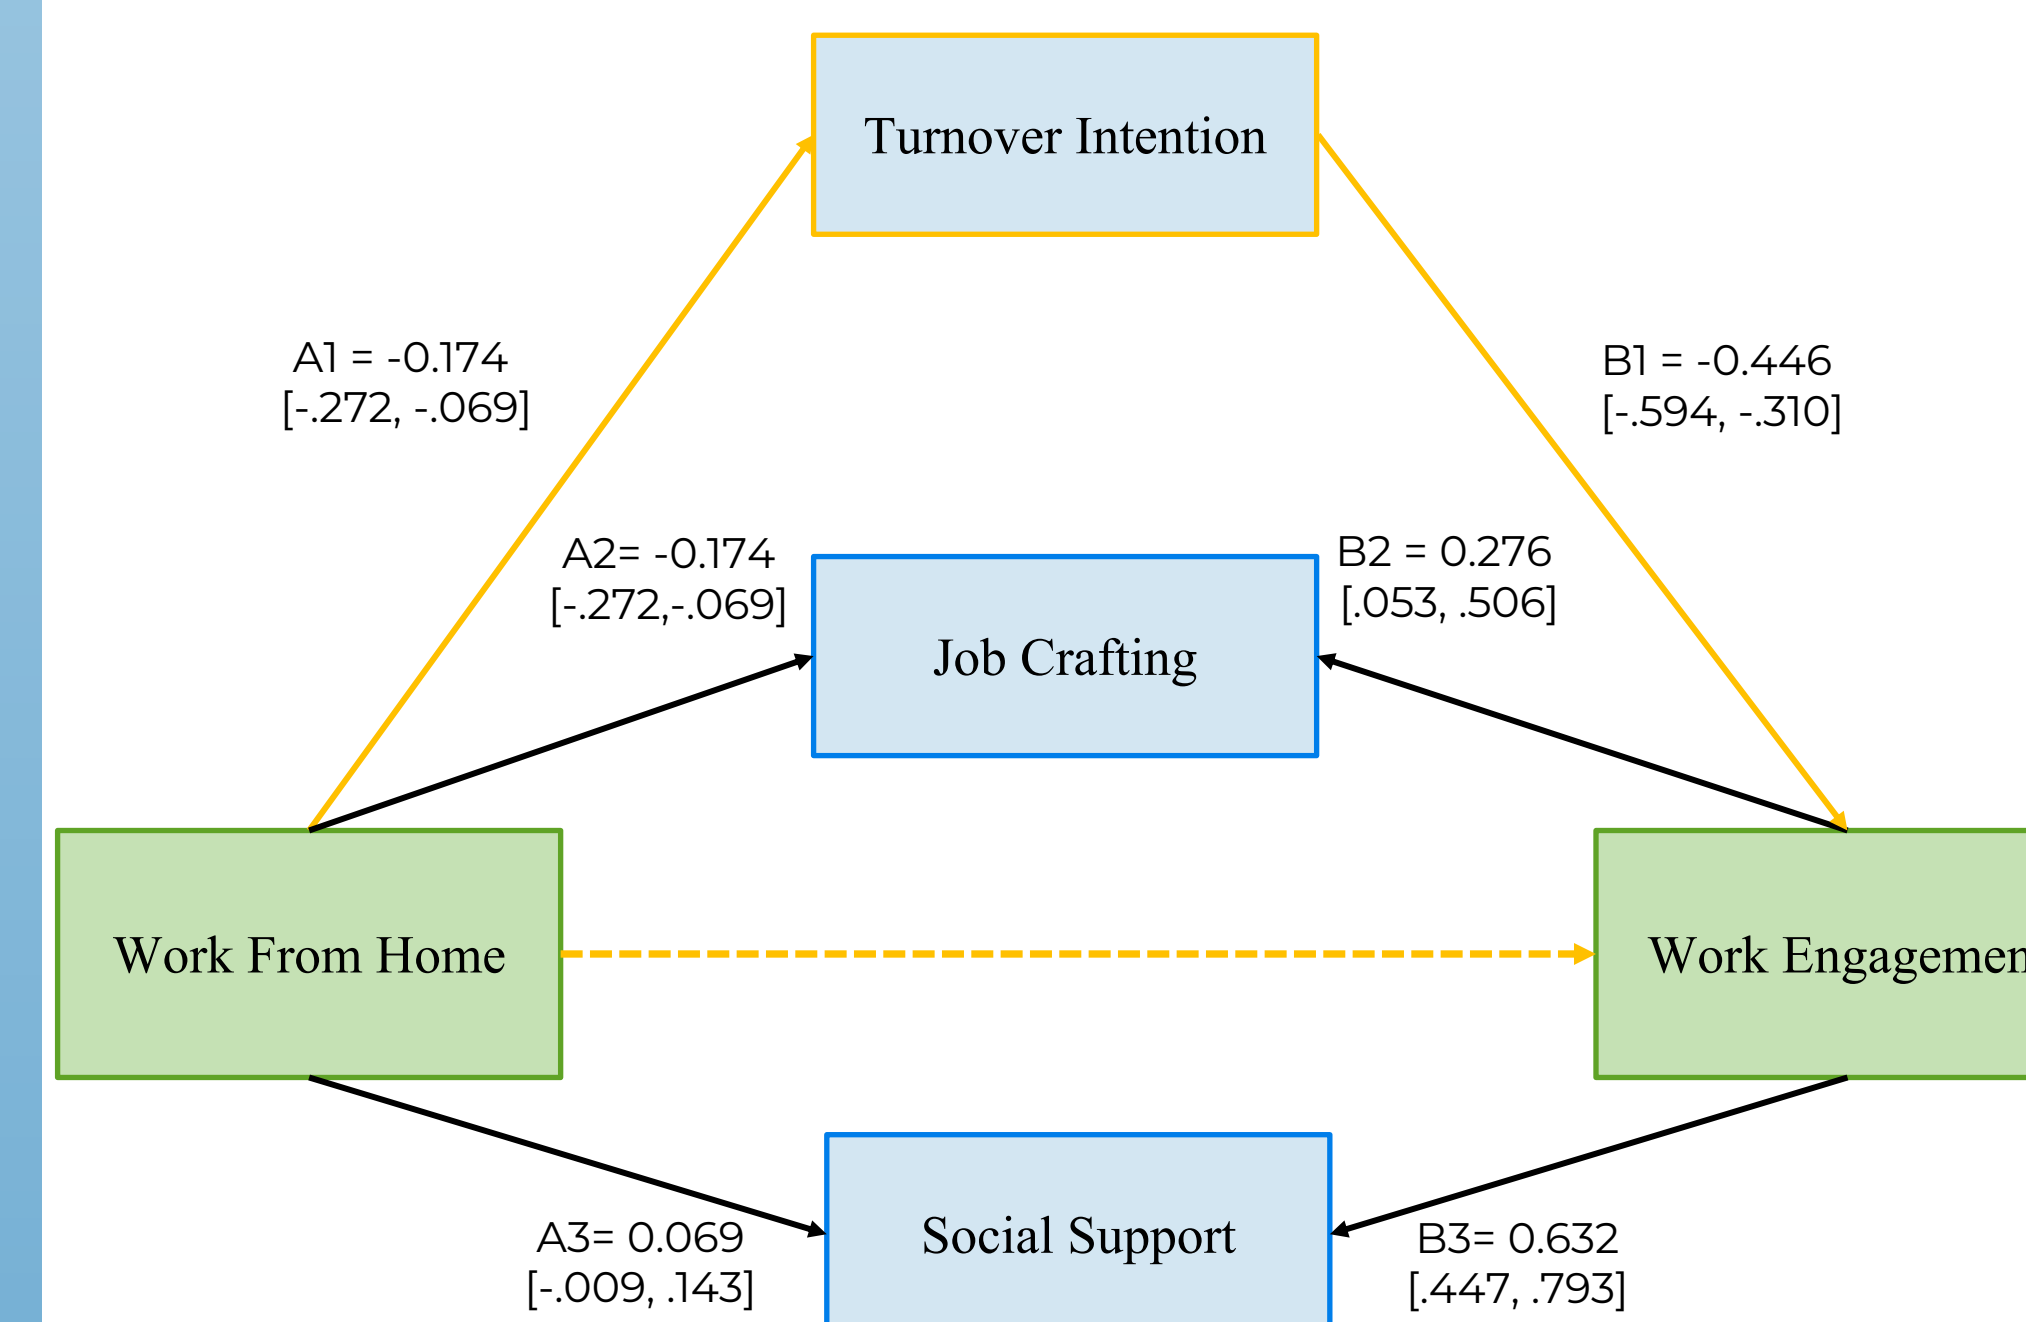 Turnover Intention
A1 = -0.174
[-.272, -.069]
B1 = -0.446
[-.594, -.310]
A2= -0.174
[-.272,-.069]
B2 = 0.276
[.053, .506]
Job Crafting
Work From Home
Work Engagemen
Social Support
A3= 0.069
[-.009, .143]
B3= 0.632
[.447, .793]